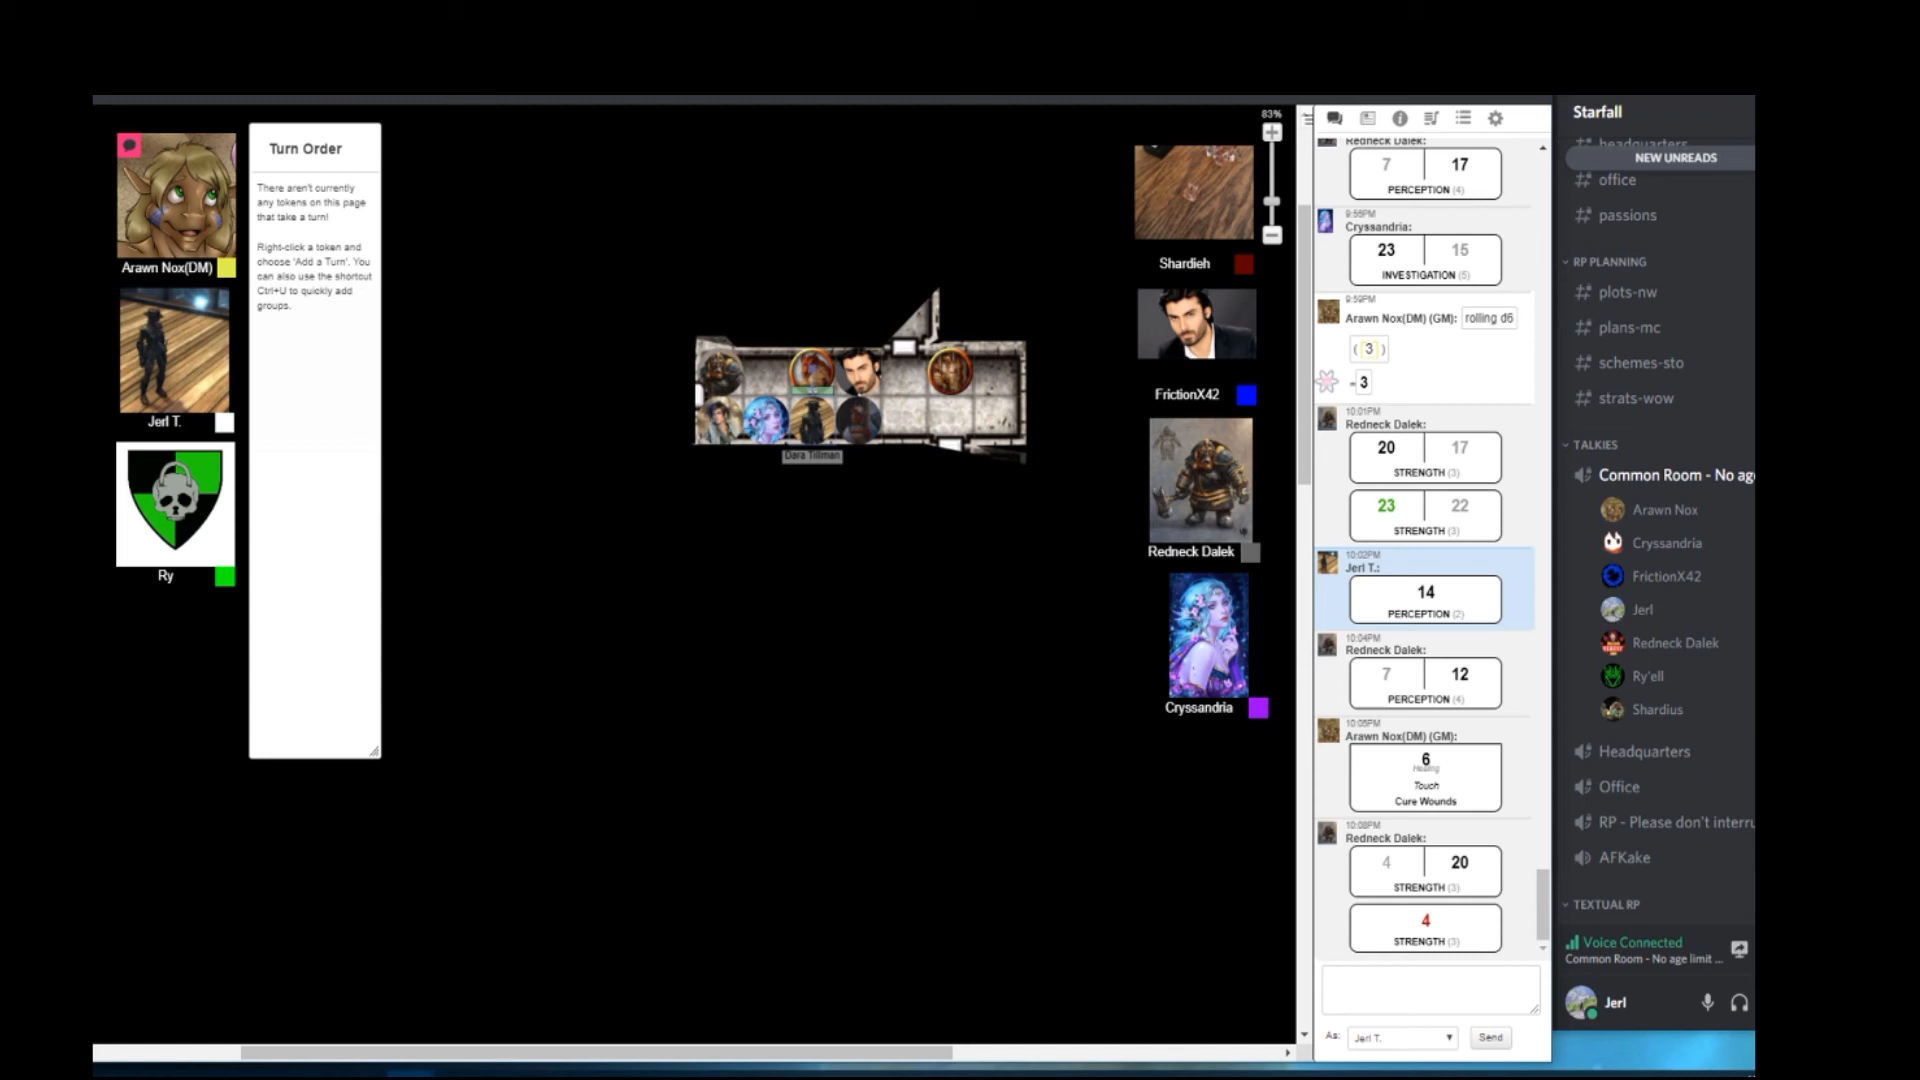 Arawn Nox(DM)
Jerl T.
Ry
Turn Order
There aren't currently
any tokens on this page
that take a turn!
Right-click a token and
choose 'Add a Turn'. You
can also use the shortcut
Ctrl+U to quickly add
groups.
Dara Tillman
83%
Shardieh
FrictionX42
Redneck Dalek
Cryssandria
Redneck Dalek:
7 17
PERCEPTION (4)
9:56PM
Cryssandria:
23 15
INVESTIGATION (5)
9:59PM
Arawn Nox(DM) (GM): rolling d6
( 3 )
=3
10:01PM
Redneck Dalek:
20 17
STRENGTH (3)
23 22
STRENGTH (3)
10:02PM
Jerl T.:
14
PERCEPTION (2)
10:04PM
Redneck Dalek:
7 12
PERCEPTION (4)
10:05PM
Arawn Nox(DM) (GM):
6
Healing
Touch
Cure Wounds
10:08PM
Redneck Dalek:
4 20
STRENGTH (3)
4
STRENGTH (3)
As: Jerl T. Send
Starfall
headquarters
NEW UNREADS
office
passions
RP PLANNING
plots-nw
plans-mc
schemes-sto
strats-wow
TALKIES
Common Room - No age
Arawn Nox
Cryssandria
FrictionX42
Jerl
Redneck Dalek
Ry'ell
Shardius
Headquarters
Office
RP - Please don't interru
AFKake
TEXTUAL RP
Voice Connected
Common Room - No age limit ...
Jerl